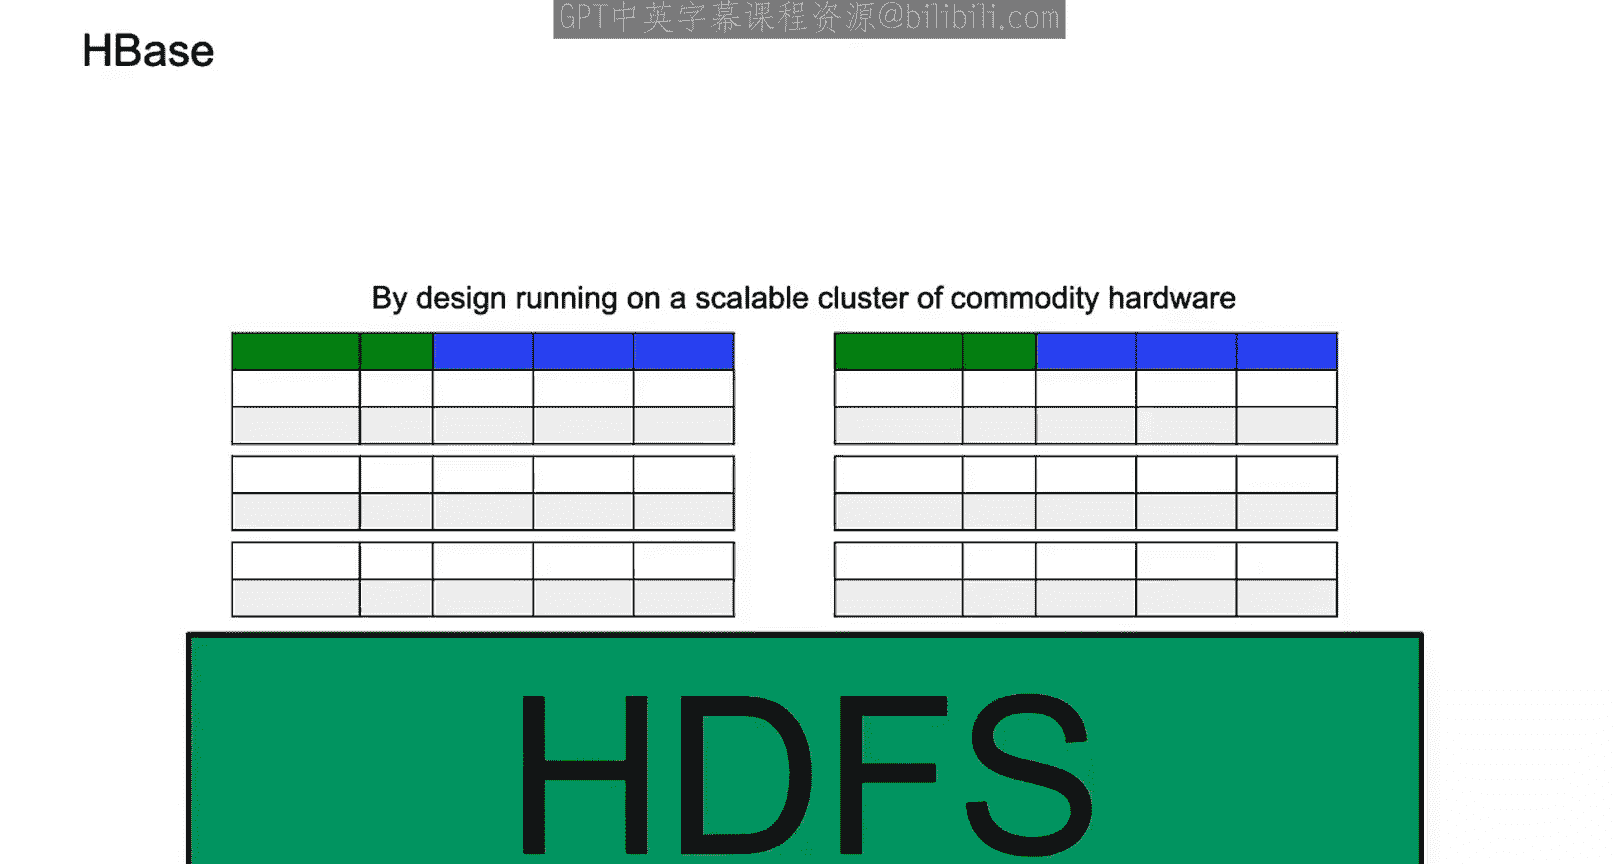 GPT中英字幕课程资源@bilibili.com
HBase
By design running on a scalable cluster of commodity hardware
HDFS